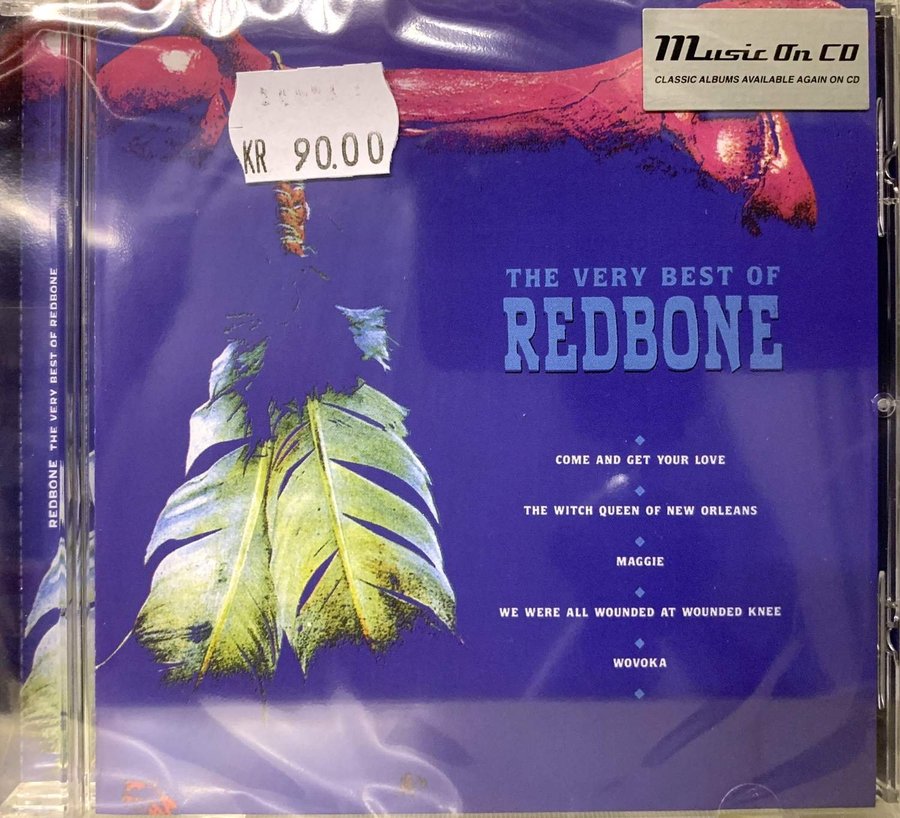 Music On CD
CLASSIC ALBUMS AVAILABLE AGAIN ON CD
KR 90.00
REDBONE THE VERY BEST OF REDBONE
THE VERY BEST OF
REDBONE
COME AND GET YOUR LOVE
THE WITCH QUEEN OF NEW ORLEANS
MAGGIE
WE WERE ALL WOUNDED AT WOUNDED KNEE
WOVOKA